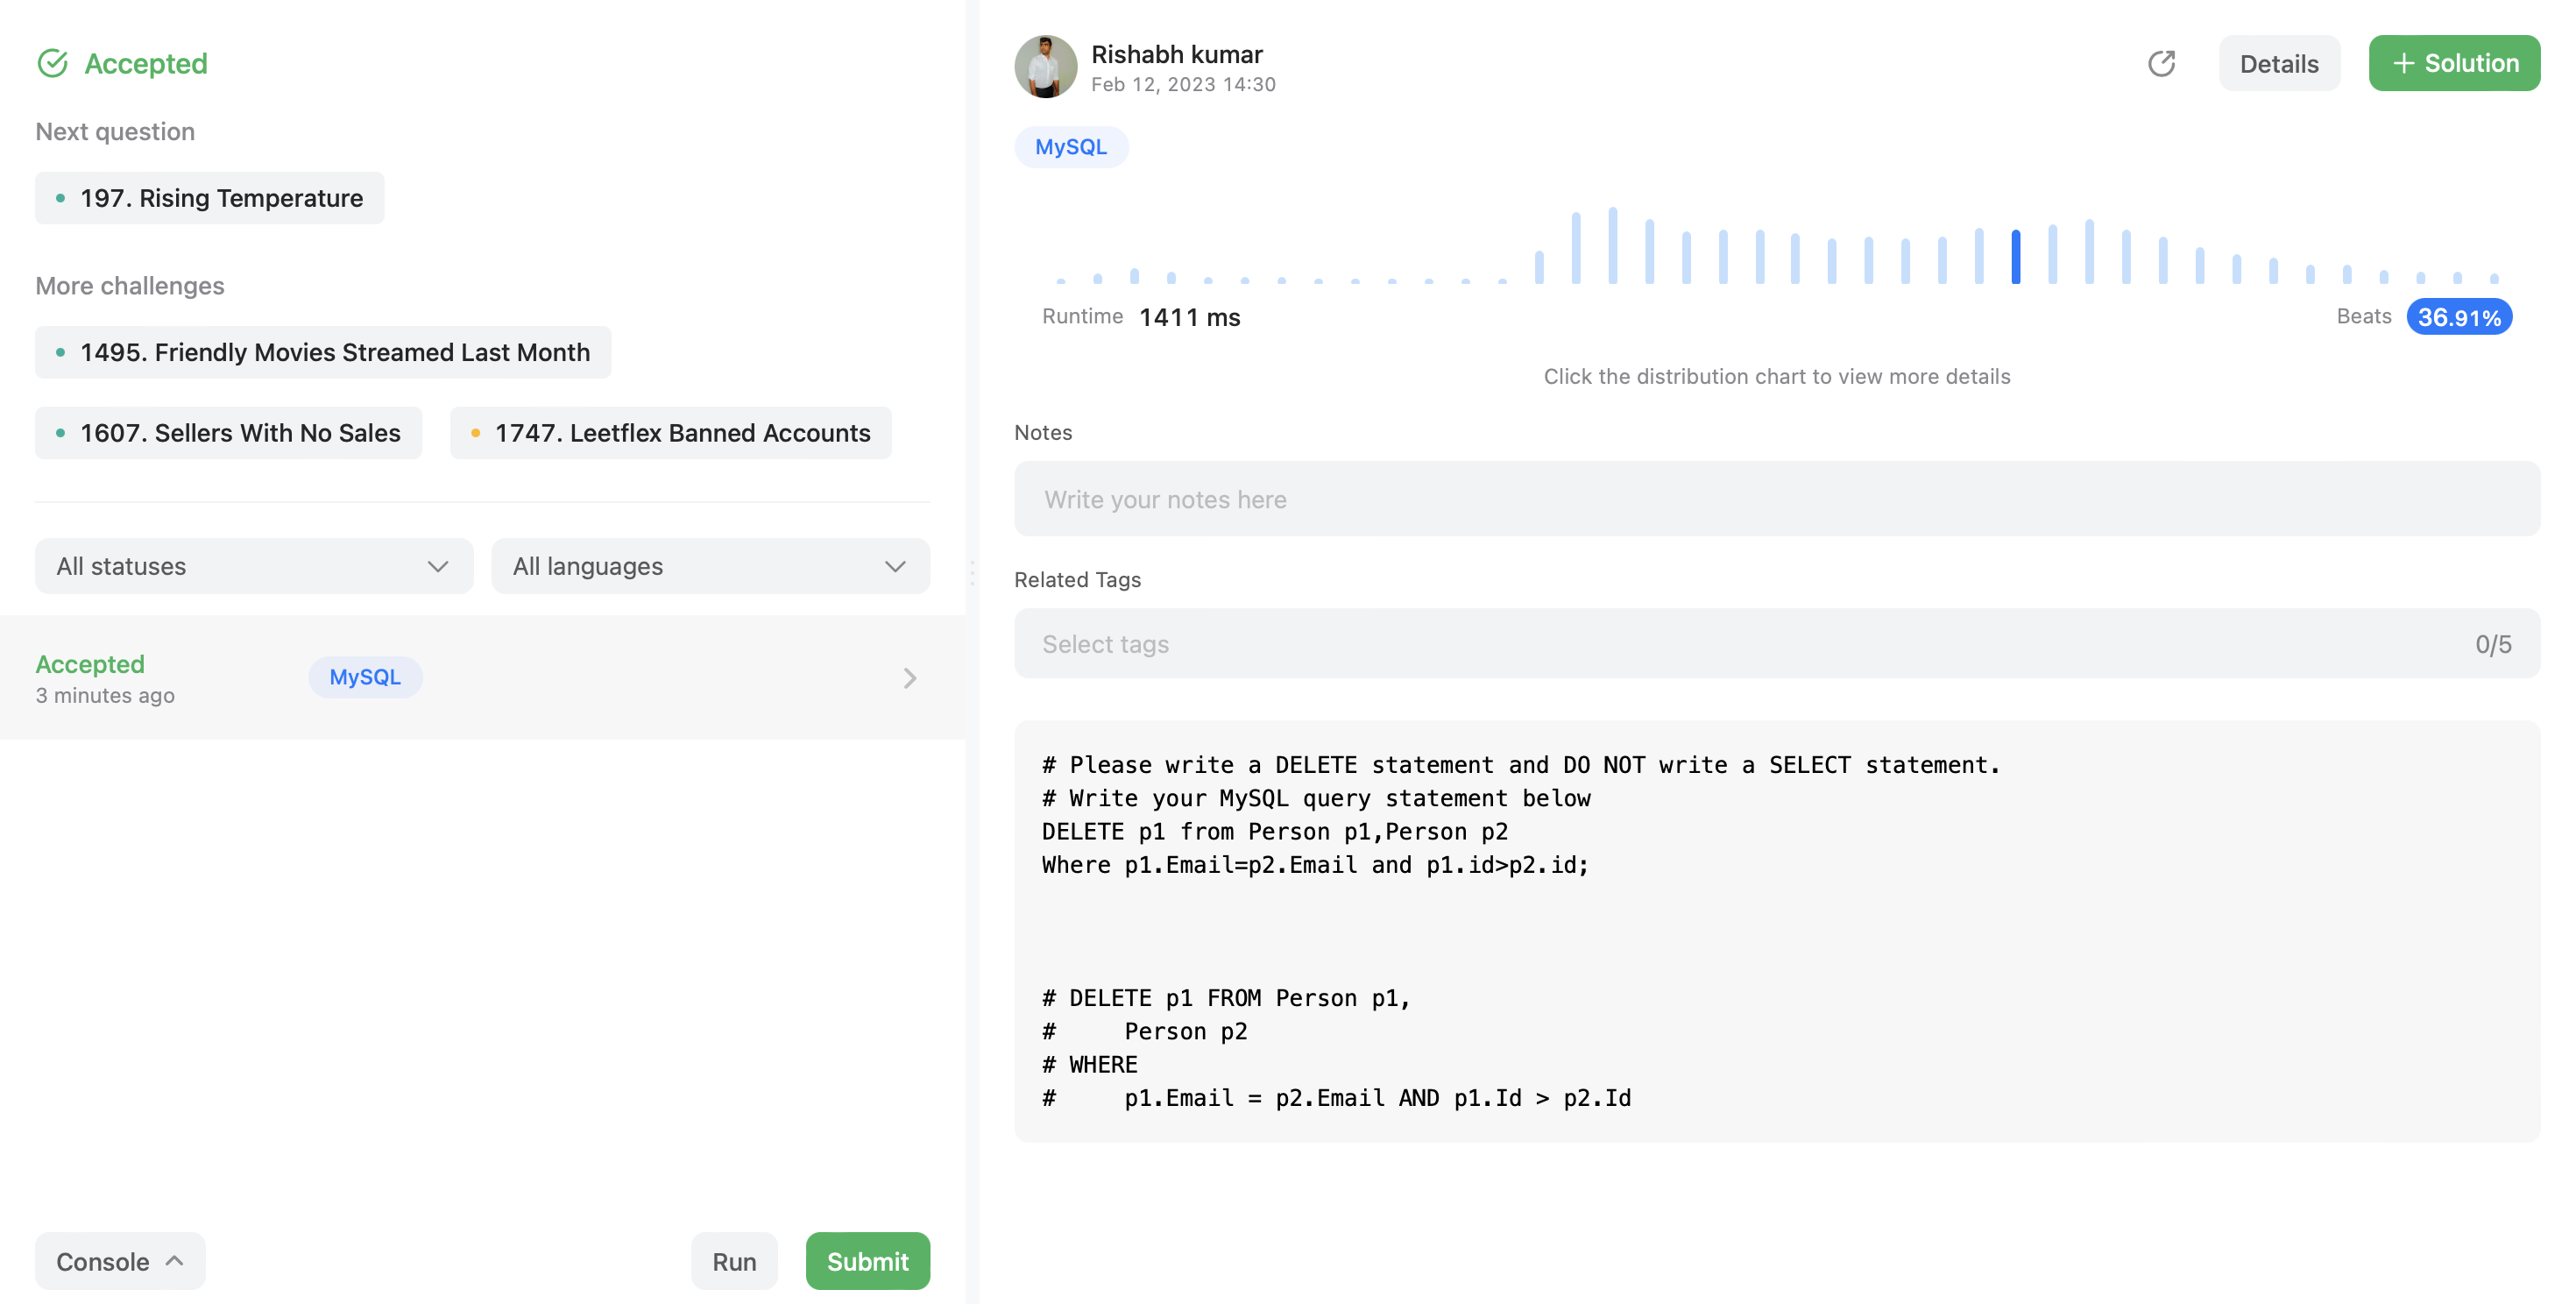 Accepted
Next question
197. Rising Temperature
More challenges
1495. Friendly Movies Streamed Last Month
1607. Sellers With No Sales
1747. Leetflex Banned Accounts
All statuses
All languages
Accepted
3 minutes ago
MySQL
Console
Run
Submit
Rishabh kumar
Feb 12, 2023 14:30
Details
+ Solution
MySQL
Runtime 1411 ms
Beats 36.91%
Click the distribution chart to view more details
Notes
Write your notes here
Related Tags
Select tags
0/5
# Please write a DELETE statement and DO NOT write a SELECT statement.
# Write your MySQL query statement below
DELETE p1 from Person p1,Person p2
Where p1.Email=p2.Email and p1.id>p2.id;
# DELETE p1 FROM Person p1,
#     Person p2
# WHERE
#     p1.Email = p2.Email AND p1.Id > p2.Id